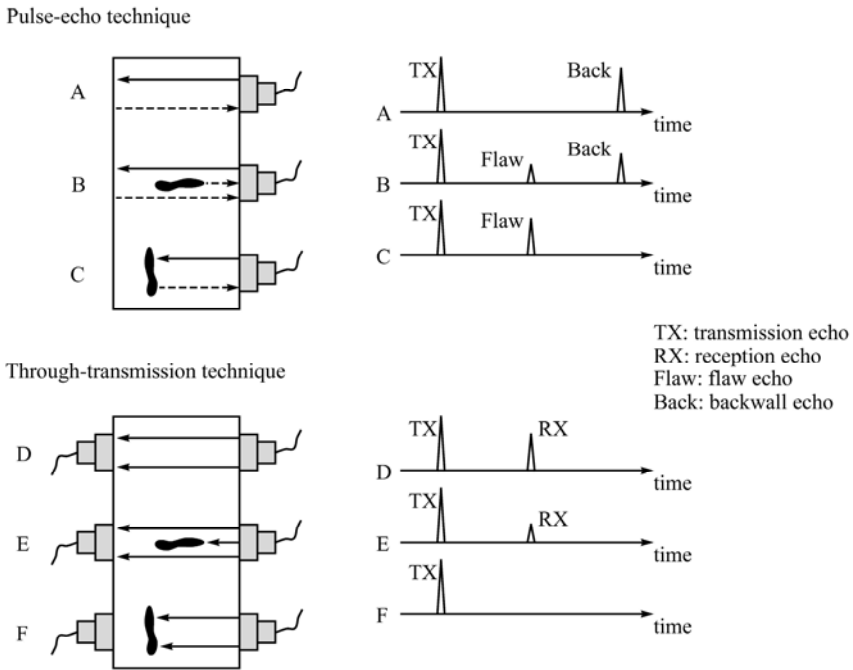 Pulse-echo technique
A
TX
Back
A
time
B
TX
Flaw
Back
B
time
C
TX
Flaw
C
time
TX: transmission echo
RX: reception echo
Flaw: flaw echo
Back: backwall echo
Through-transmission technique
D
TX
RX
D
time
E
TX
RX
E
time
F
TX
F
time